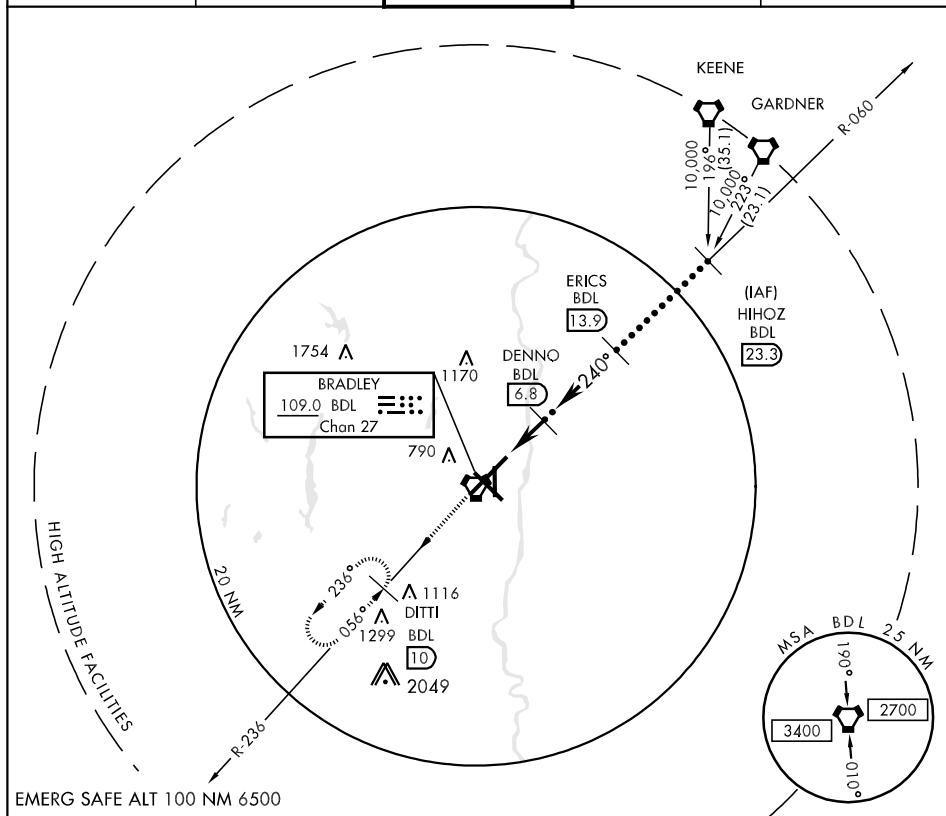 KEENE
GARDNER
R-060
10,000
196°
(35.1)
10,000
223°
(23.1)
ERICS
BDL
13.9
(IAF)
HIHOZ
BDL
23.3
240°
DENNO
BDL
6.8
1754
1170
BRADLEY
109.0 BDL
Chan 27
790
236°
056°
1116
DITTI
BDL
10
1299
2049
20 NM
HIGH ALTITUDE FACILITIES
R-236
MSA BDL 25 NM
190°
2700
3400
010°
EMERG SAFE ALT 100 NM 6500